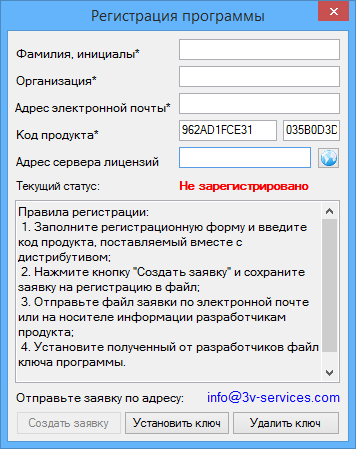 Регистрация программы
Фамилия, инициалы*
Организация*
Адрес электронной почты*
Код продукта* 962AD1FCE31 035B0D3D
Адрес сервера лицензий
Текущий статус: Не зарегистрировано
Правила регистрации:
1. Заполните регистрационную форму и введите
код продукта, поставляемый вместе с
дистрибутивом;
2. Нажмите кнопку "Создать заявку" и сохраните
заявку на регистрацию в файл;
3. Отправьте файл заявки по электронной почте
или на носителе информации разработчикам
продукта;
4. Установите полученный от разработчиков файл
ключа программы.
Отправьте заявку по адресу: info@3v-services.com
Создать заявку Установить ключ Удалить ключ